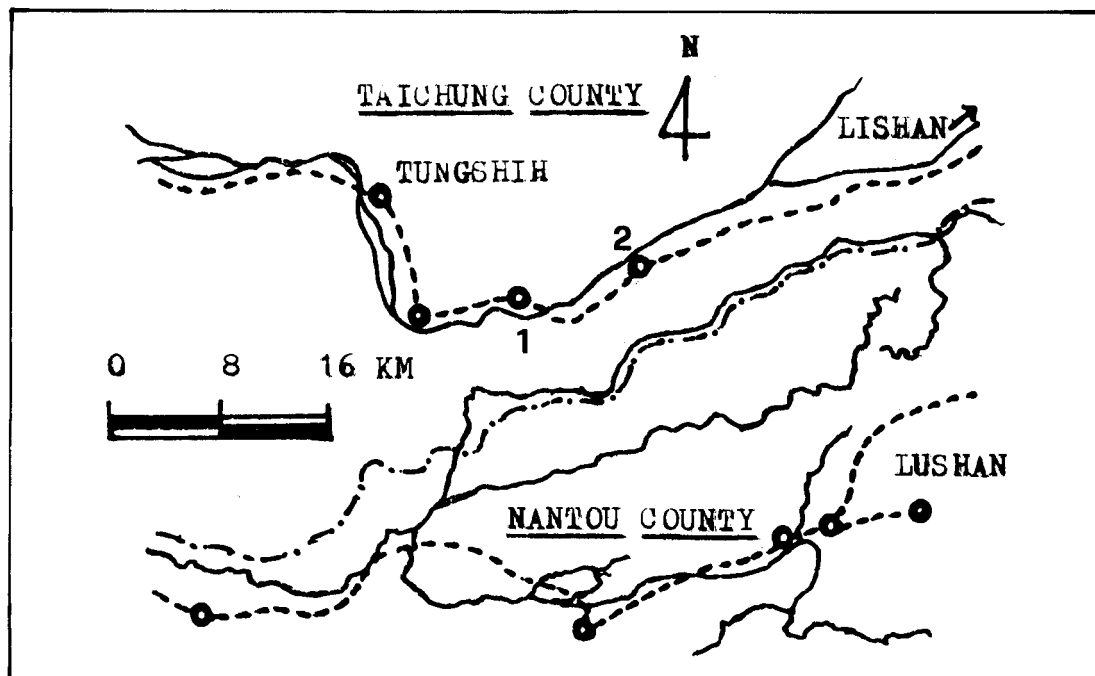 N
TAICHUNG COUNTY
LISHAN
TUNGSHIH
2
1
0 8 16 KM
LUSHAN
NANTOU COUNTY